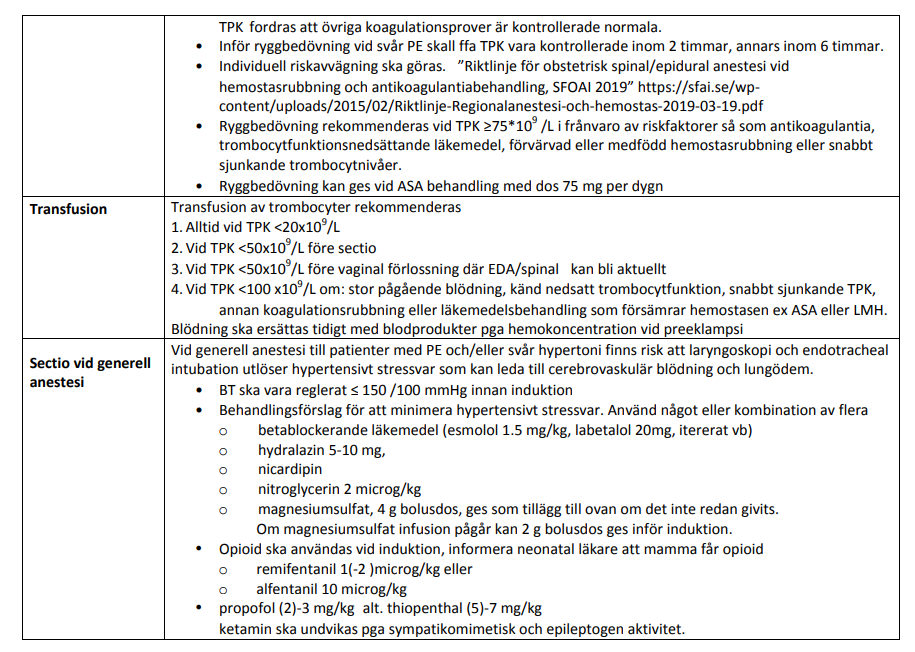 TPK fordras att övriga koagulationsprover är kontrollerade normala.
• Inför ryggbedövning vid svår PE skall ffa TPK vara kontrollerade inom 2 timmar, annars inom 6 timmar.
• Individuell riskavvägning ska göras. ”Riktlinje för obstetrisk spinal/epidural anestesi vid
hemostasrubbning och antikoagulantiabehandling, SFOAI 2019” https://sfai.se/wp-
content/uploads/2015/02/Riktlinje-Regionalanestesi-och-hemostas-2019-03-19.pdf
• Ryggbedövning rekommenderas vid TPK ≥75*10⁹ /L i frånvaro av riskfaktorer så som antikoagulantia,
trombocytfunktionsnedsättande läkemedel, förvärvad eller medfödd hemostasrubbning eller snabbt
sjunkande trombocytnivåer.
• Ryggbedövning kan ges vid ASA behandling med dos 75 mg per dygn
Transfusion
Transfusion av trombocyter rekommenderas
1. Alltid vid TPK <20x10⁹/L
2. Vid TPK <50x10⁹/L före sectio
3. Vid TPK <50x10⁹/L före vaginal förlossning där EDA/spinal kan bli aktuellt
4. Vid TPK <100 x10⁹/L om: stor pågående blödning, känd nedsatt trombocytfunktion, snabbt sjunkande TPK,
annan koagulationsrubbning eller läkemedelsbehandling som försämrar hemostasen ex ASA eller LMH.
Blödning ska ersättas tidigt med blodprodukter pga hemokoncentration vid preeklampsi
Sectio vid generell
anestesi
Vid generell anestesi till patienter med PE och/eller svår hypertoni finns risk att laryngoskopi och endotracheal
intubation utlöser hypertensivt stressvar som kan leda till cerebrovaskulär blödning och lungödem.
• BT ska vara reglerat ≤ 150 /100 mmHg innan induktion
• Behandlingsförslag för att minimera hypertensivt stressvar. Använd något eller kombination av flera
o betablockerande läkemedel (esmolol 1.5 mg/kg, labetalol 20mg, itererat vb)
o hydralazin 5-10 mg,
o nicardipin
o nitroglycerin 2 microg/kg
o magnesiumsulfat, 4 g bolusdos, ges som tillägg till ovan om det inte redan givits.
Om magnesiumsulfat infusion pågår kan 2 g bolusdos ges inför induktion.
• Opioid ska användas vid induktion, informera neonatal läkare att mamma får opioid
o remifentanil 1(-2 )microg/kg eller
o alfentanil 10 microg/kg
• propofol (2)-3 mg/kg alt. thiopenthal (5)-7 mg/kg
ketamin ska undvikas pga sympatikomimetisk och epileptogen aktivitet.